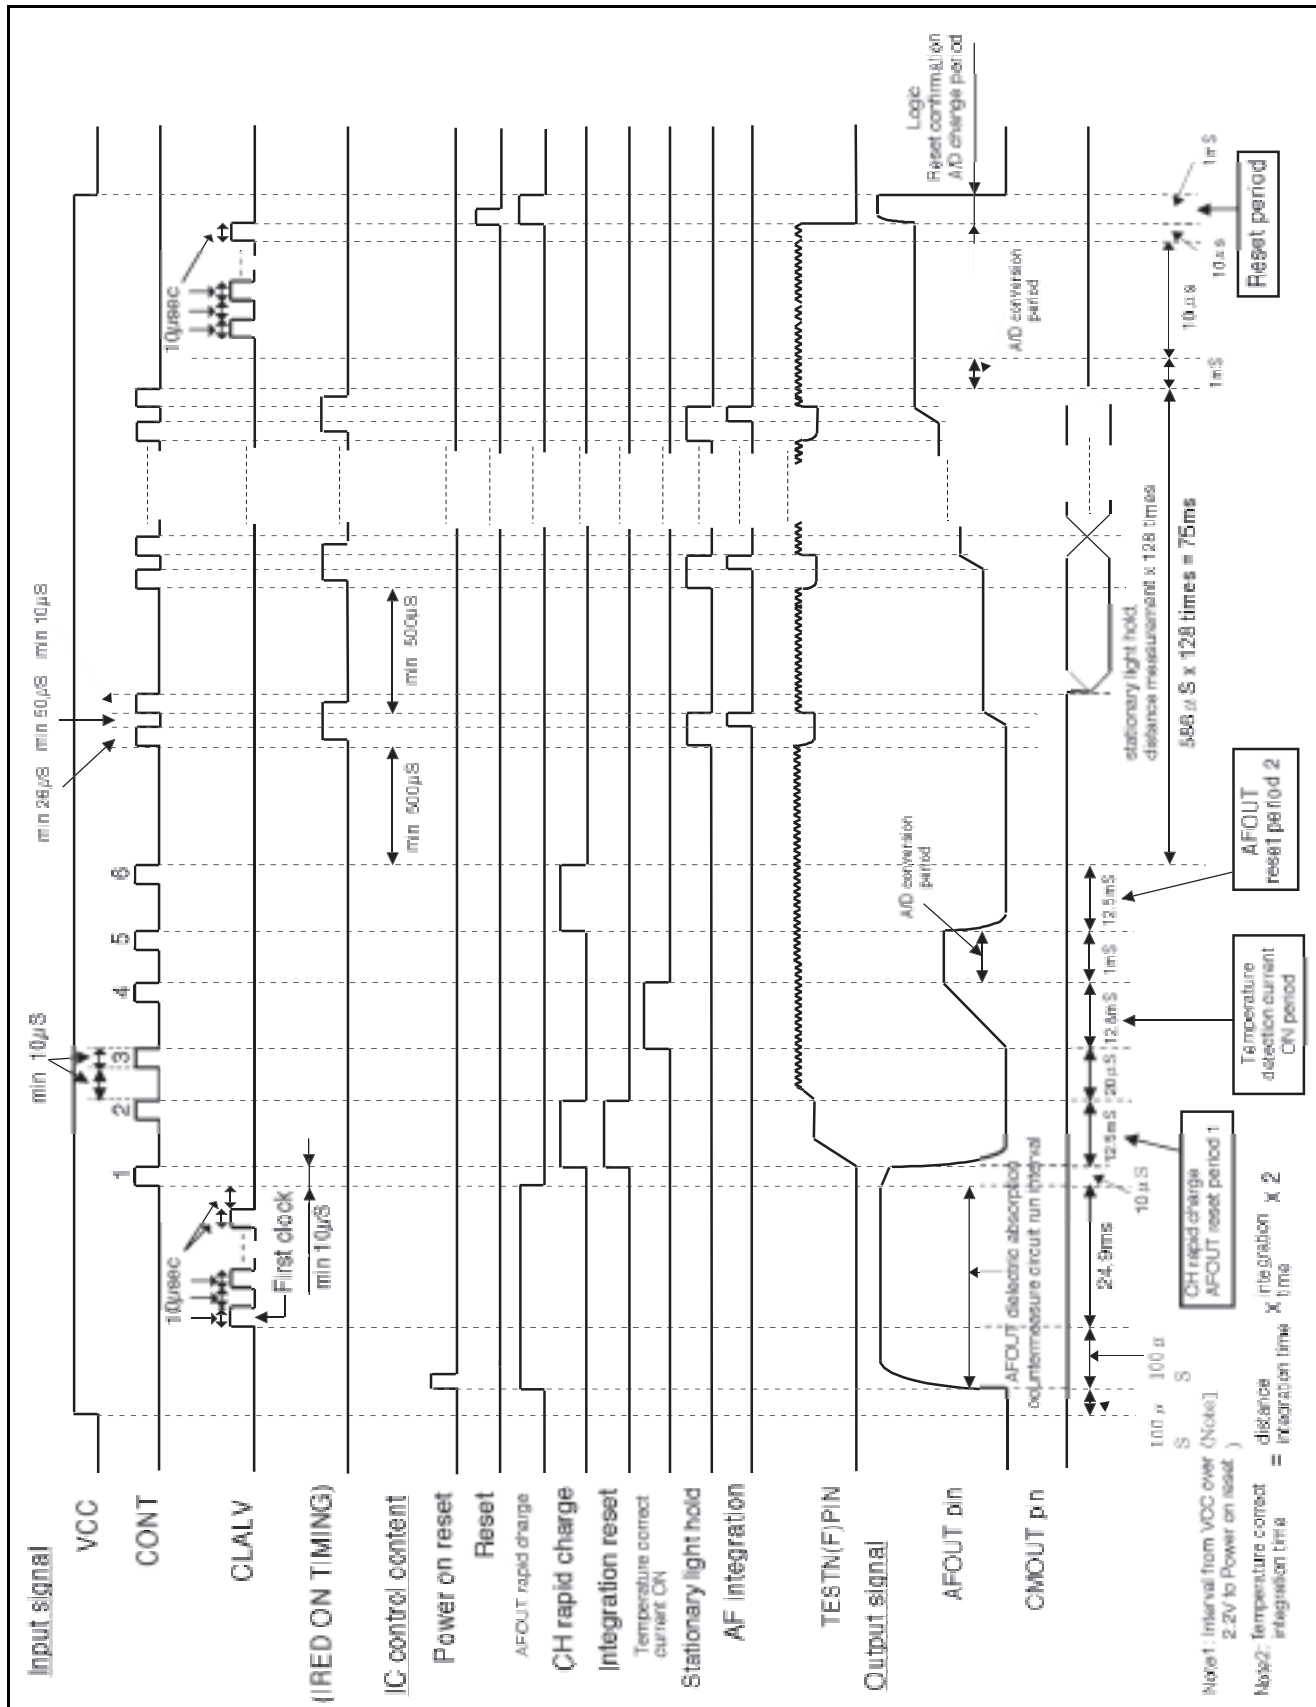 Input signal
VCC
CONT
CLALV
(IRED ON TIMING)
IC control content
Power on reset
Reset
AFOUT rapid charge
CH rapid charge
Integration reset
Temperature correct
current ON
Stationary light hold
AF integration
TESTN(F)PIN
Output signal
AFOUT pin
CMOUT pin
Note1: Interval from VCC over (Note)
2.2V to Power on reset )
Note2: Temperature correct
integration time
=
distance
integration time
x
integration
time
x 2
1
2
3
4
5
6
min 10μS
min 26μS
min 50μS
min 10μS
10μsec
First clock
min 10μS
10μsec
min 500μS
min 500μS
AFOUT dielectric absorption
countermeasure circuit run interval
A/D conversion
period
A/D conversion
period
Logic
Reset confirmation
A/D change period
100μ
S
100μ
S
24.9ms
10μS
12.5mS
20μS
12.8mS
1mS
12.5mS
stationary light hold,
distance measurement x 128 times
588μS x 128 times = 75ms
1mS
10μs
10μs
1mS
CH rapid charge
AFOUT reset period 1
Temperature
detection current
ON period
AFOUT
reset period 2
Reset period